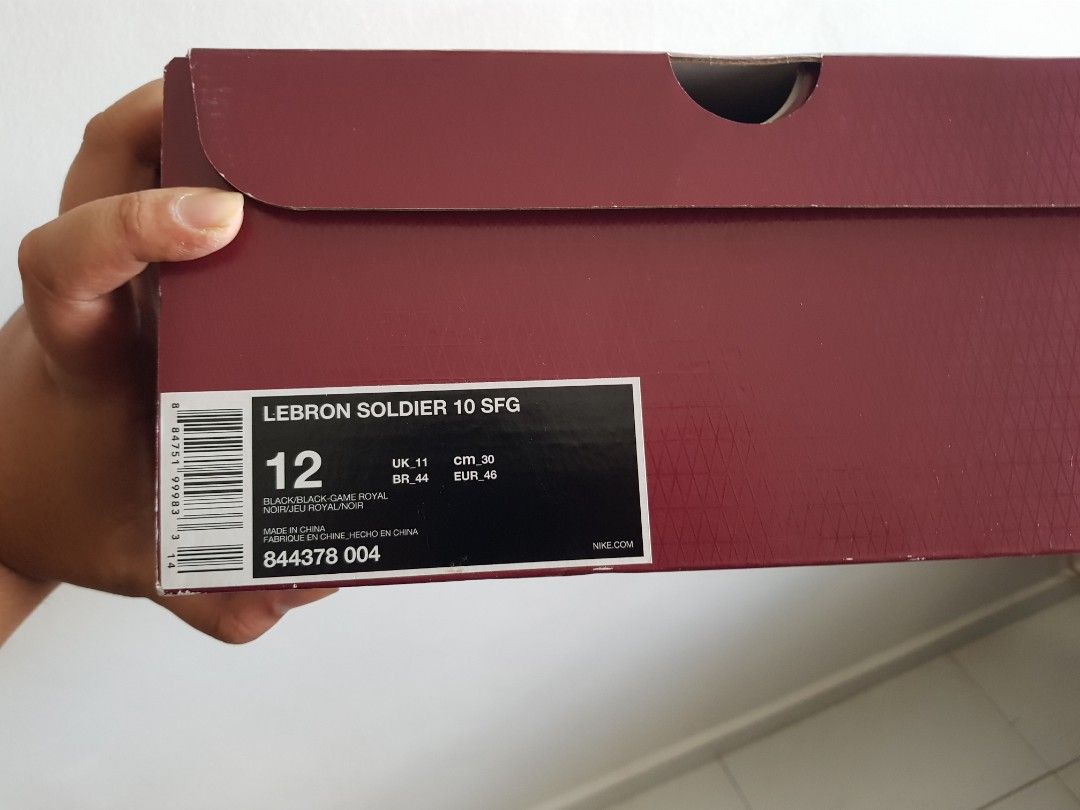 LEBRON SOLDIER 10 SFG
12
UK_11 cm_30
BR_44 EUR_46
BLACK/BLACK-GAME ROYAL
NOIR/JEU ROYAL/NOIR
MADE IN CHINA
FABRIQUE EN CHINE_HECHO EN CHINA
844378 004
NIKE.COM
8 84751 99983 3 14